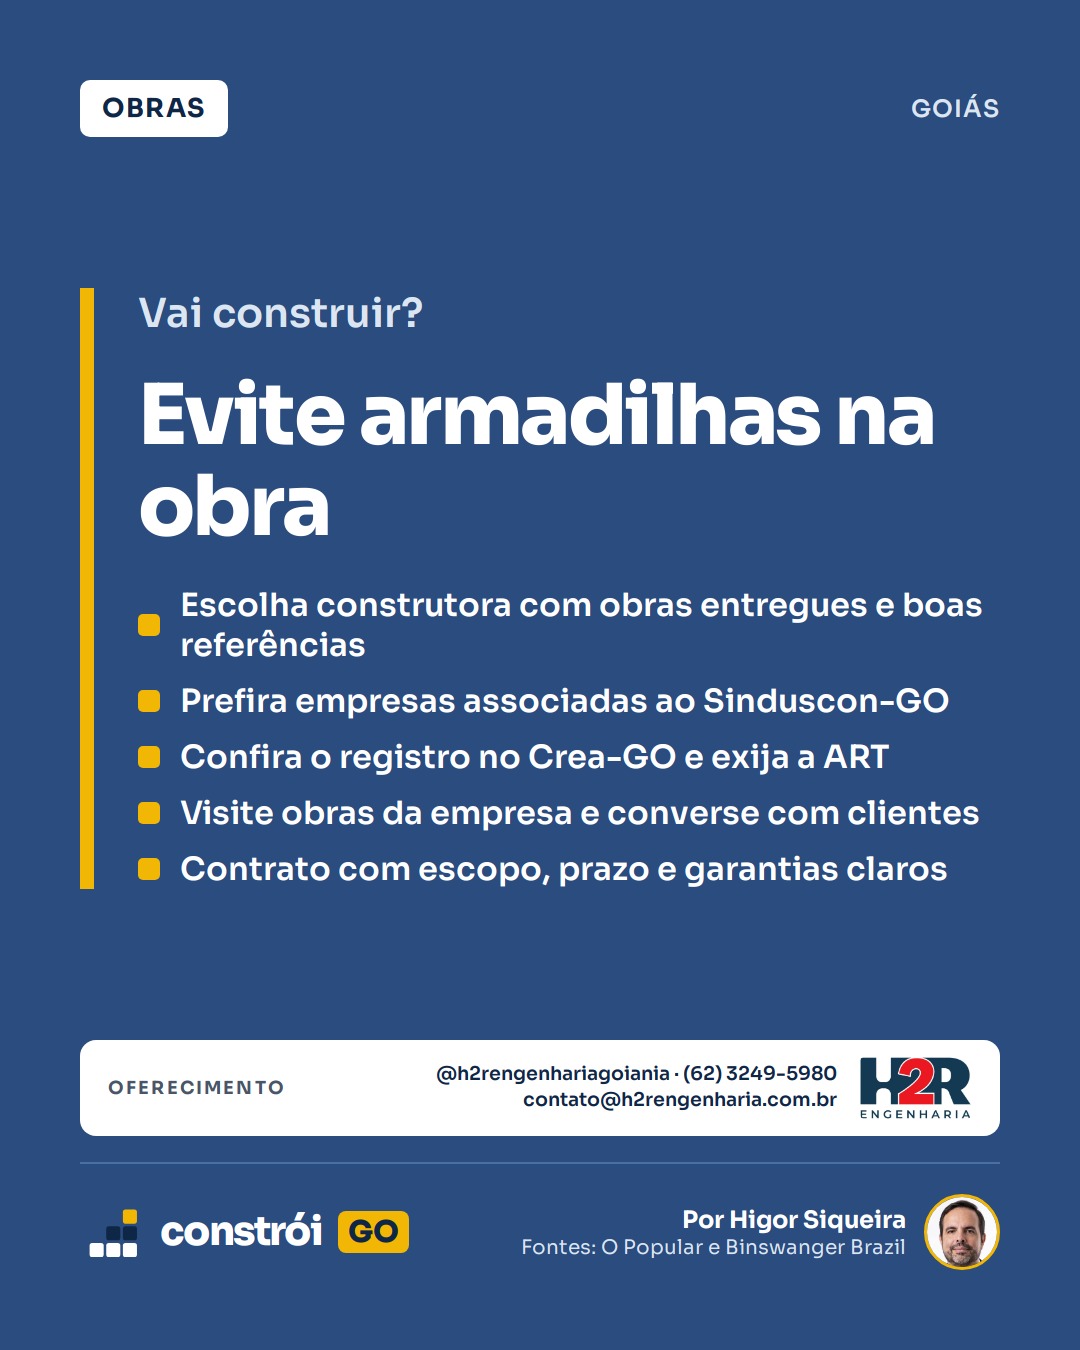 OBRAS
GOIÁS
Vai construir?
Evite armadilhas na
obra
Escolha construtora com obras entregues e boas
referências
Prefira empresas associadas ao Sinduscon-GO
Confira o registro no Crea-GO e exija a ART
Visite obras da empresa e converse com clientes
Contrato com escopo, prazo e garantias claros
OFERECIMENTO
@h2rengenhariagoiania · (62) 3249-5980
contato@h2rengenharia.com.br
H2R
ENGENHARIA
constrói GO
Por Higor Siqueira
Fontes: O Popular e Binswanger Brazil